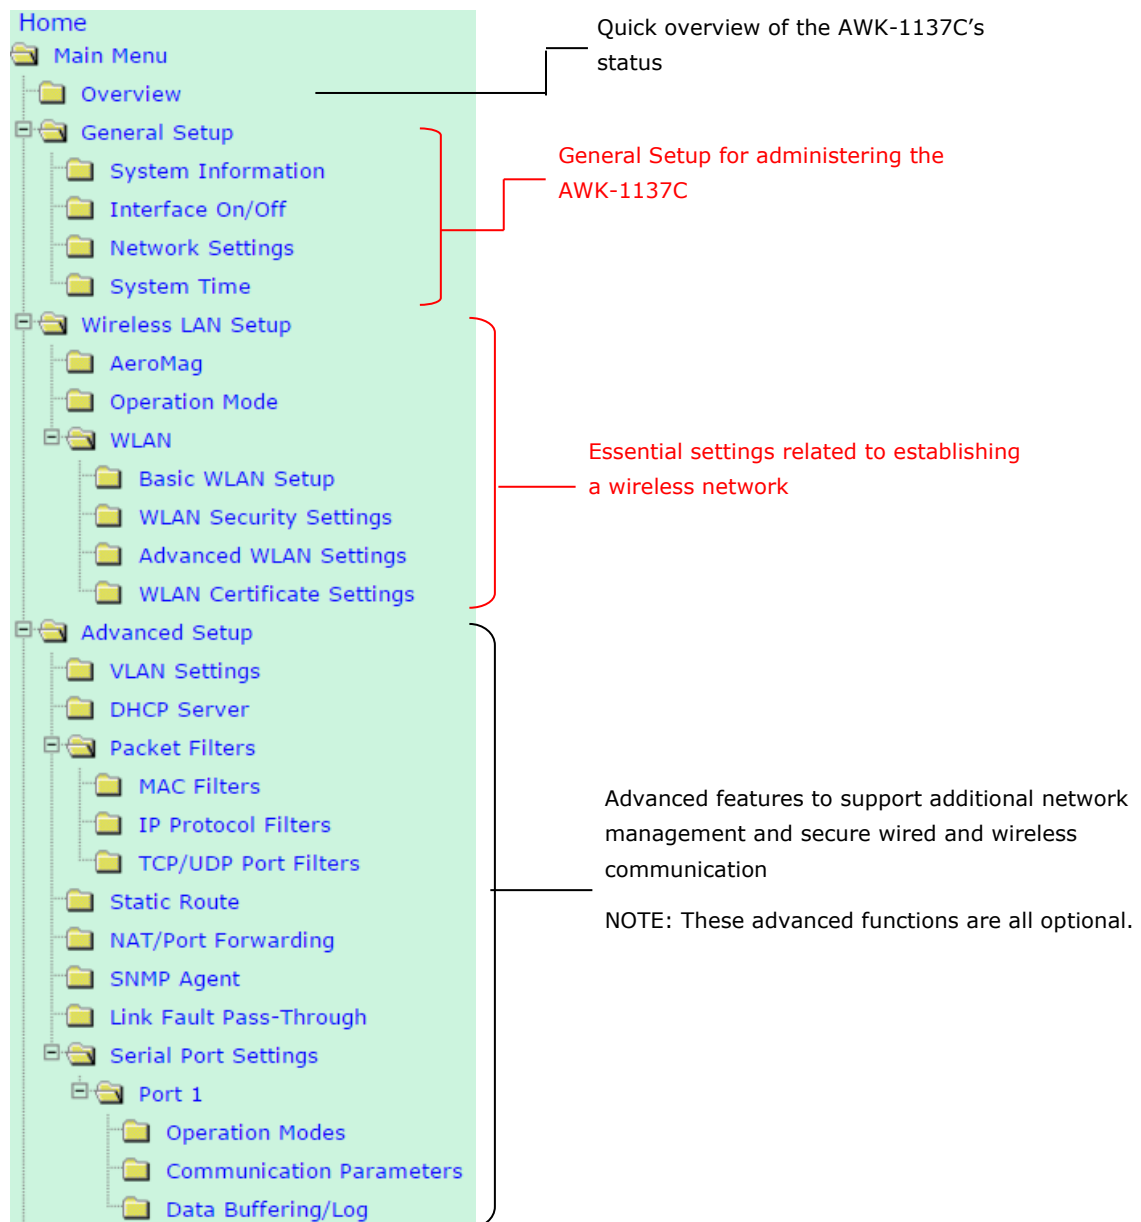 Home
Main Menu
Overview
Quick overview of the AWK-1137C’s
status
General Setup
System Information
Interface On/Off
Network Settings
System Time
General Setup for administering the
AWK-1137C
Wireless LAN Setup
AeroMag
Operation Mode
WLAN
Basic WLAN Setup
WLAN Security Settings
Advanced WLAN Settings
WLAN Certificate Settings
Essential settings related to establishing
a wireless network
Advanced Setup
VLAN Settings
DHCP Server
Packet Filters
MAC Filters
IP Protocol Filters
TCP/UDP Port Filters
Static Route
NAT/Port Forwarding
SNMP Agent
Link Fault Pass-Through
Serial Port Settings
Port 1
Operation Modes
Communication Parameters
Data Buffering/Log
Advanced features to support additional network
management and secure wired and wireless
communication
NOTE: These advanced functions are all optional.